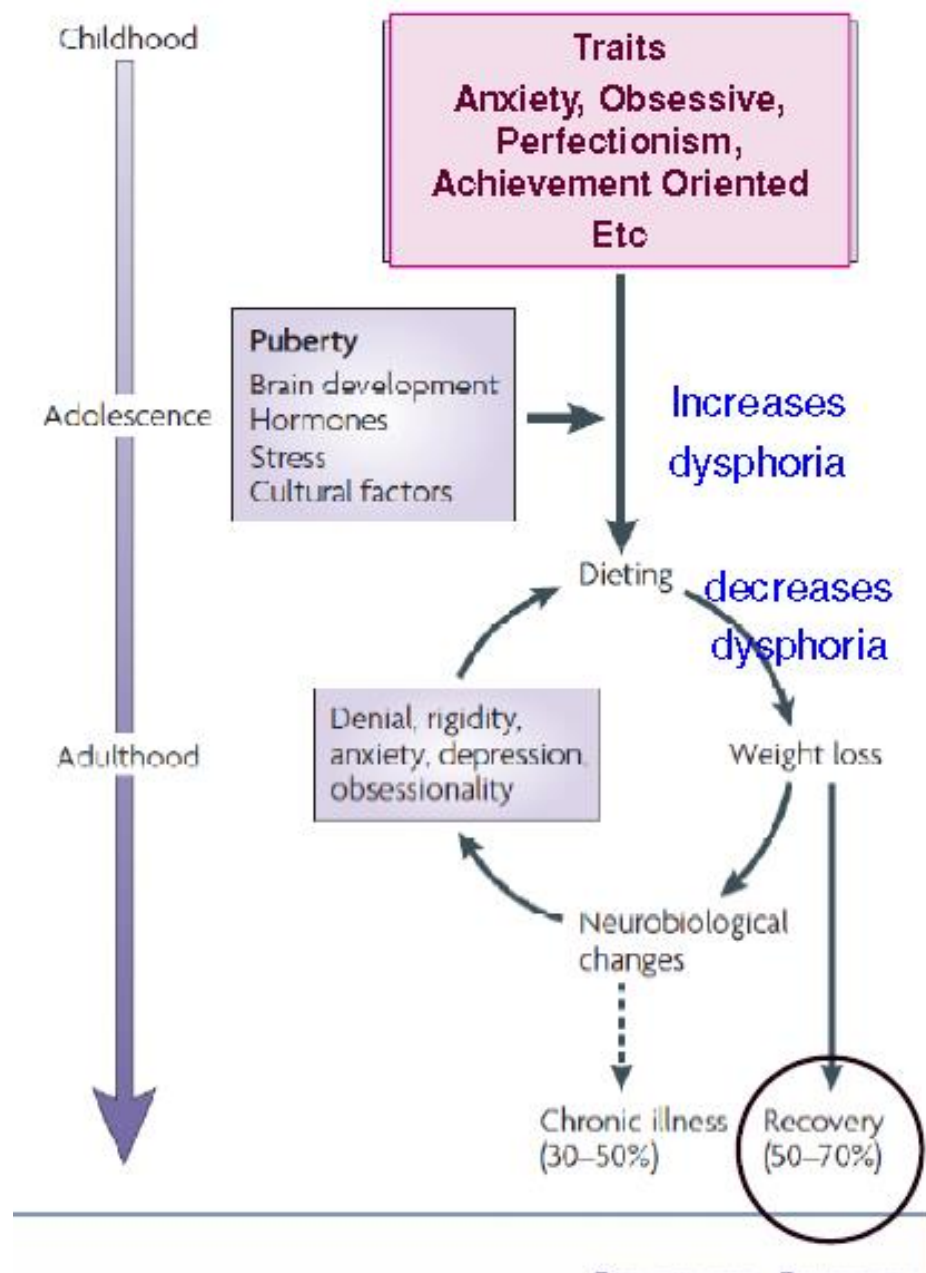 Childhood
Traits
Anxiety, Obsessive,
Perfectionism,
Achievement Oriented
Etc
Puberty
Brain development
Hormones
Stress
Cultural factors
Adolescence
Increases
dysphoria
Dieting
decreases
dysphoria
Denial, rigidity,
anxiety, depression,
obsessionality
Adulthood
Weight loss
Neurobiological
changes
Chronic illness
(30–50%)
Recovery
(50–70%)